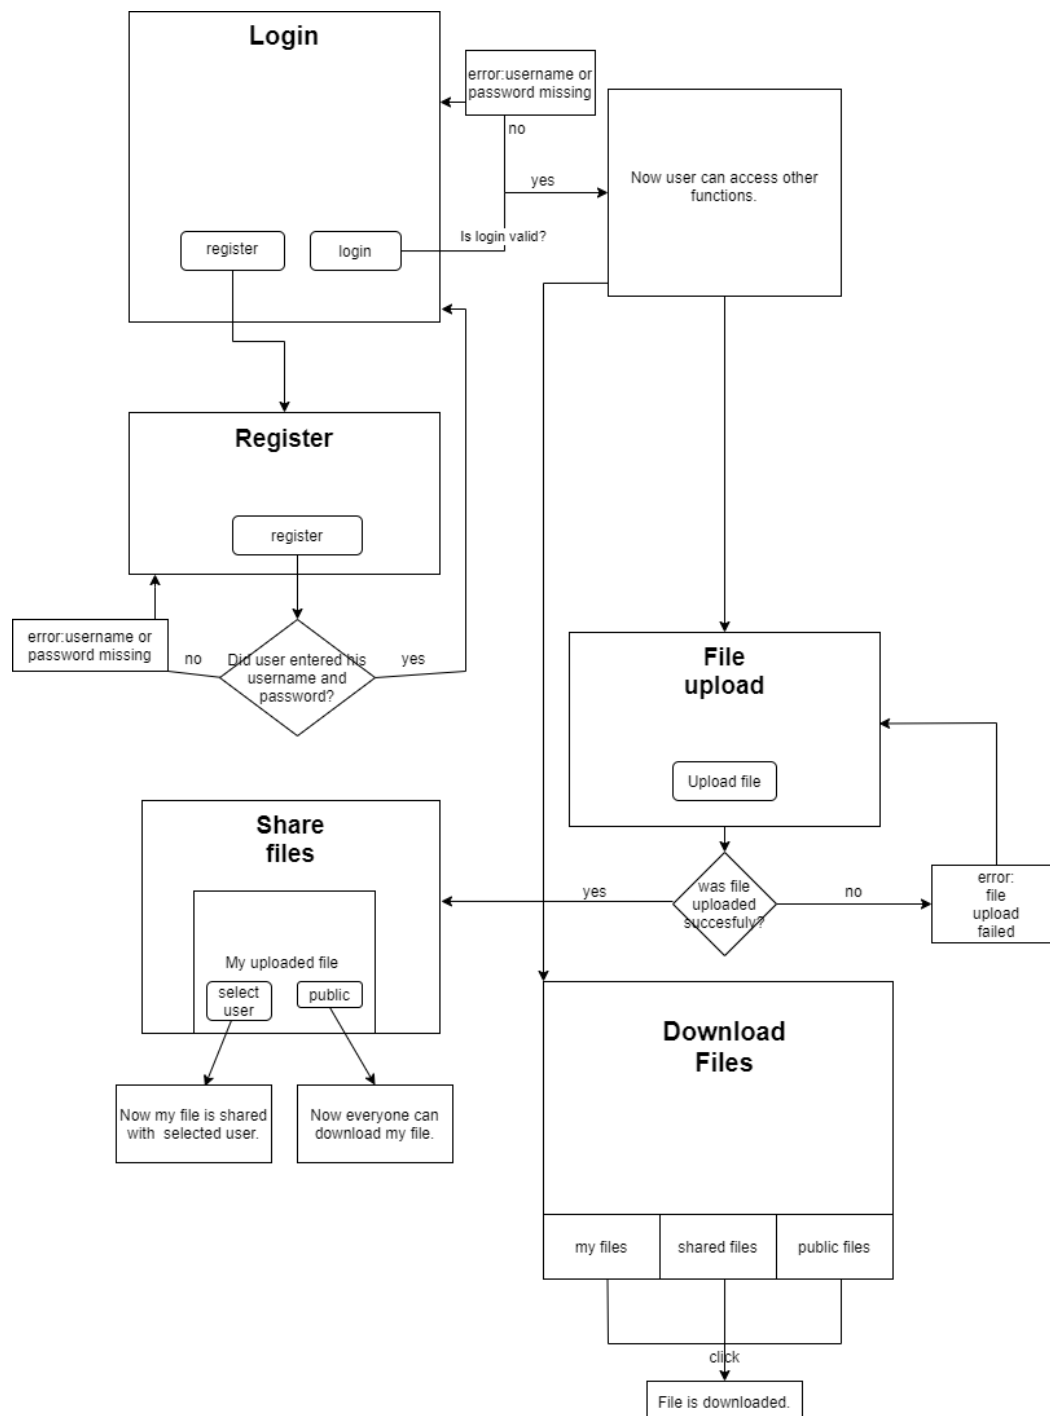 Login
error:username or
password missing
no
yes
Now user can access other
functions.
Is login valid?
register
login
Register
register
error:username or
password missing
no
Did user entered his
username and
password?
yes
File
upload
Upload file
Share
files
was file
uploaded
succesfuly?
yes
no
error:
file
upload
failed
My uploaded file
select
user
public
Now my file is shared
with selected user.
Now everyone can
download my file.
Download
Files
my files
shared files
public files
click
File is downloaded.